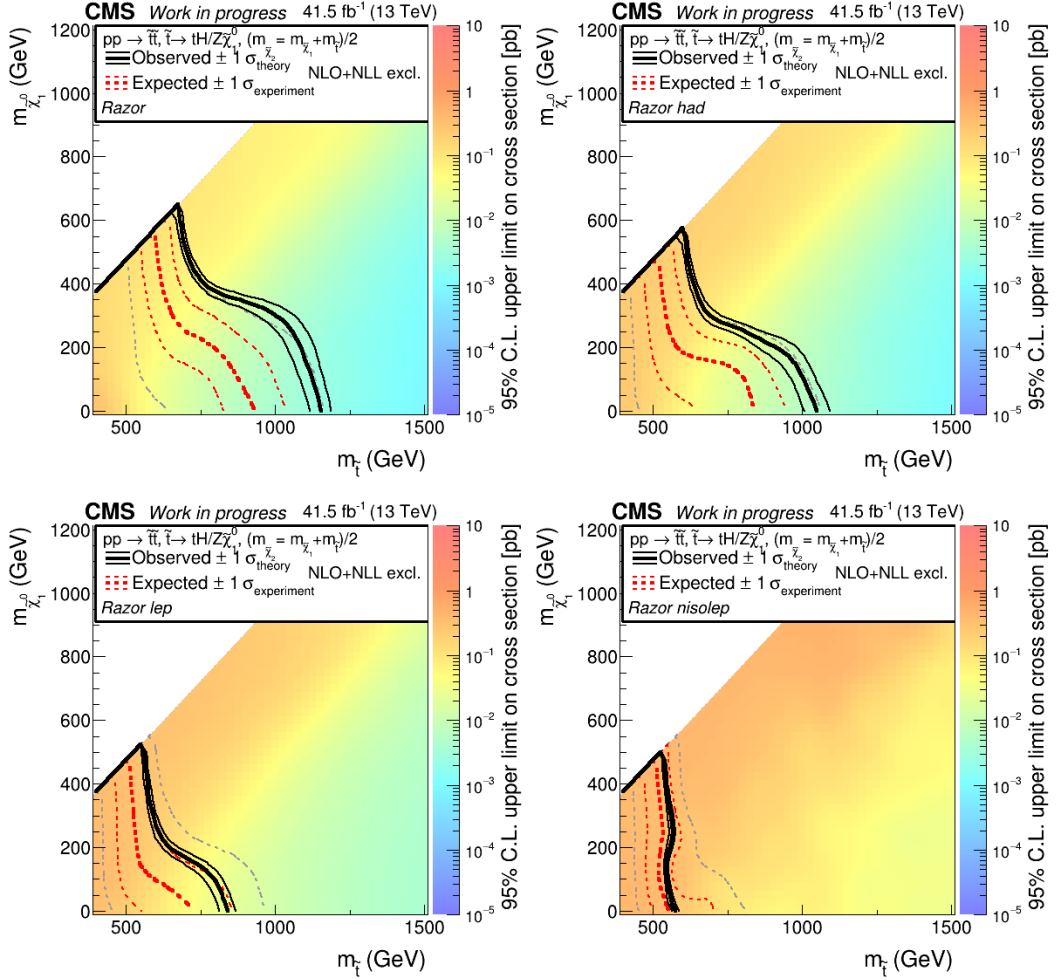 CMS Work in progress 41.5 fb⁻¹ (13 TeV)
pp → t̃t̃, t̃→ tH/Zχ̃⁰₁, (m_χ̃₂ = m_χ̃₁ +m_t̃)/2
Observed ± 1 σ_theory
NLO+NLL excl.
Expected ± 1 σ_experiment
Razor
m_χ̃⁰₁ (GeV)
1200
1000
800
600
400
200
0
500 1000 1500
m_t̃ (GeV)
10
1
10⁻¹
10⁻²
10⁻³
10⁻⁴
10⁻⁵
95% C.L. upper limit on cross section [pb]
CMS Work in progress 41.5 fb⁻¹ (13 TeV)
pp → t̃t̃, t̃→ tH/Zχ̃⁰₁, (m_χ̃₂ = m_χ̃₁ +m_t̃)/2
Observed ± 1 σ_theory
NLO+NLL excl.
Expected ± 1 σ_experiment
Razor had
m_χ̃⁰₁ (GeV)
1200
1000
800
600
400
200
0
500 1000 1500
m_t̃ (GeV)
10
1
10⁻¹
10⁻²
10⁻³
10⁻⁴
10⁻⁵
95% C.L. upper limit on cross section [pb]
CMS Work in progress 41.5 fb⁻¹ (13 TeV)
pp → t̃t̃, t̃→ tH/Zχ̃⁰₁, (m_χ̃₂ = m_χ̃₁ +m_t̃)/2
Observed ± 1 σ_theory
NLO+NLL excl.
Expected ± 1 σ_experiment
Razor lep
m_χ̃⁰₁ (GeV)
1200
1000
800
600
400
200
0
500 1000 1500
m_t̃ (GeV)
10
1
10⁻¹
10⁻²
10⁻³
10⁻⁴
10⁻⁵
95% C.L. upper limit on cross section [pb]
CMS Work in progress 41.5 fb⁻¹ (13 TeV)
pp → t̃t̃, t̃→ tH/Zχ̃⁰₁, (m_χ̃₂ = m_χ̃₁ +m_t̃)/2
Observed ± 1 σ_theory
NLO+NLL excl.
Expected ± 1 σ_experiment
Razor nisolep
m_χ̃⁰₁ (GeV)
1200
1000
800
600
400
200
0
500 1000 1500
m_t̃ (GeV)
10
1
10⁻¹
10⁻²
10⁻³
10⁻⁴
10⁻⁵
95% C.L. upper limit on cross section [pb]